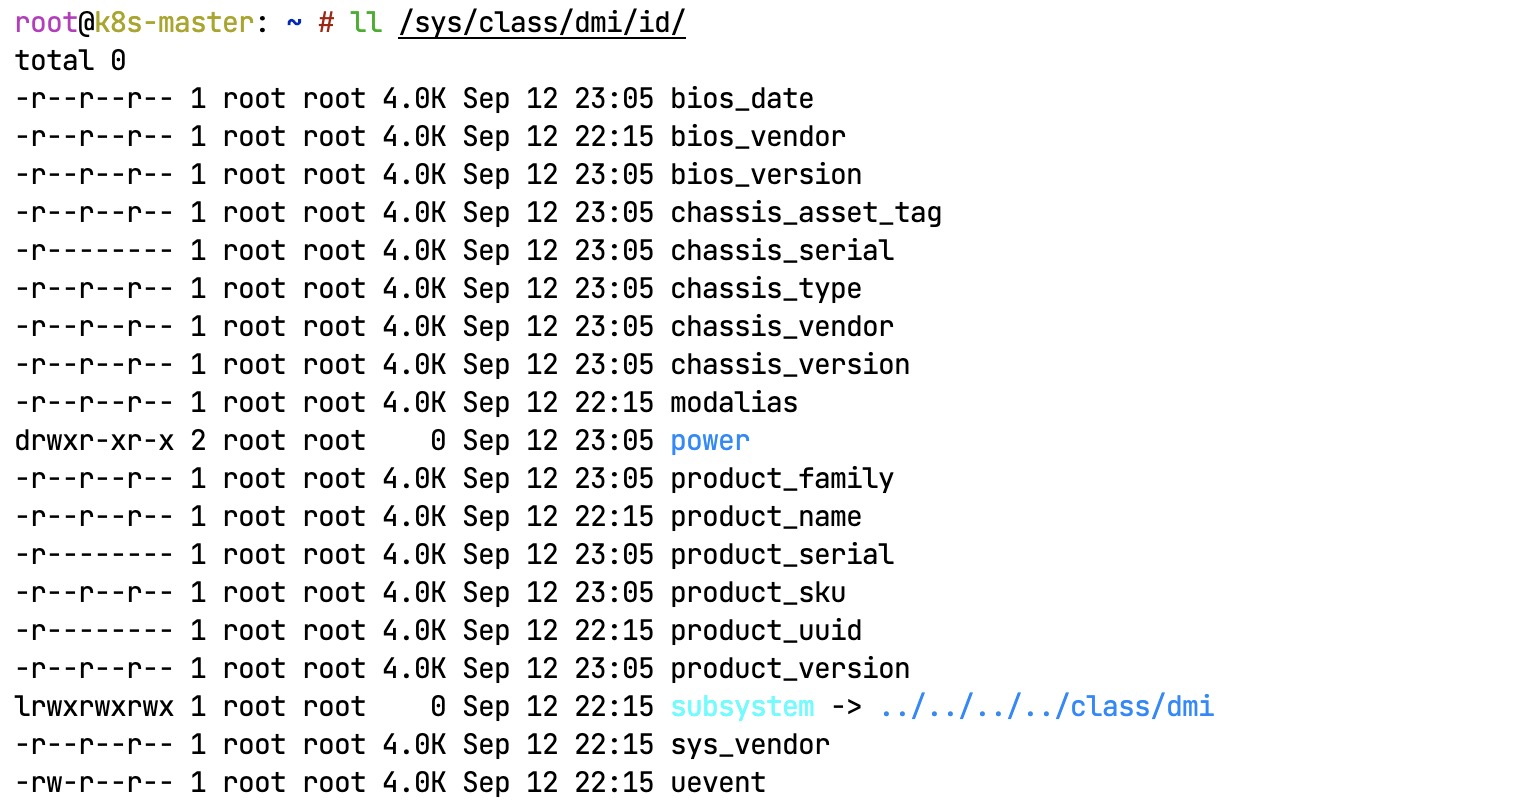 root@k8s-master: ~ # ll /sys/class/dmi/id/
total 0
-r--r--r-- 1 root root 4.0K Sep 12 23:05 bios_date
-r--r--r-- 1 root root 4.0K Sep 12 22:15 bios_vendor
-r--r--r-- 1 root root 4.0K Sep 12 23:05 bios_version
-r--r--r-- 1 root root 4.0K Sep 12 23:05 chassis_asset_tag
-r-------- 1 root root 4.0K Sep 12 23:05 chassis_serial
-r--r--r-- 1 root root 4.0K Sep 12 23:05 chassis_type
-r--r--r-- 1 root root 4.0K Sep 12 23:05 chassis_vendor
-r--r--r-- 1 root root 4.0K Sep 12 23:05 chassis_version
-r--r--r-- 1 root root 4.0K Sep 12 22:15 modalias
drwxr-xr-x 2 root root    0 Sep 12 23:05 power
-r--r--r-- 1 root root 4.0K Sep 12 23:05 product_family
-r--r--r-- 1 root root 4.0K Sep 12 22:15 product_name
-r-------- 1 root root 4.0K Sep 12 23:05 product_serial
-r--r--r-- 1 root root 4.0K Sep 12 23:05 product_sku
-r-------- 1 root root 4.0K Sep 12 22:15 product_uuid
-r--r--r-- 1 root root 4.0K Sep 12 23:05 product_version
lrwxrwxrwx 1 root root    0 Sep 12 22:15 subsystem -> ../../../../class/dmi
-r--r--r-- 1 root root 4.0K Sep 12 22:15 sys_vendor
-rw-r--r-- 1 root root 4.0K Sep 12 22:15 uevent